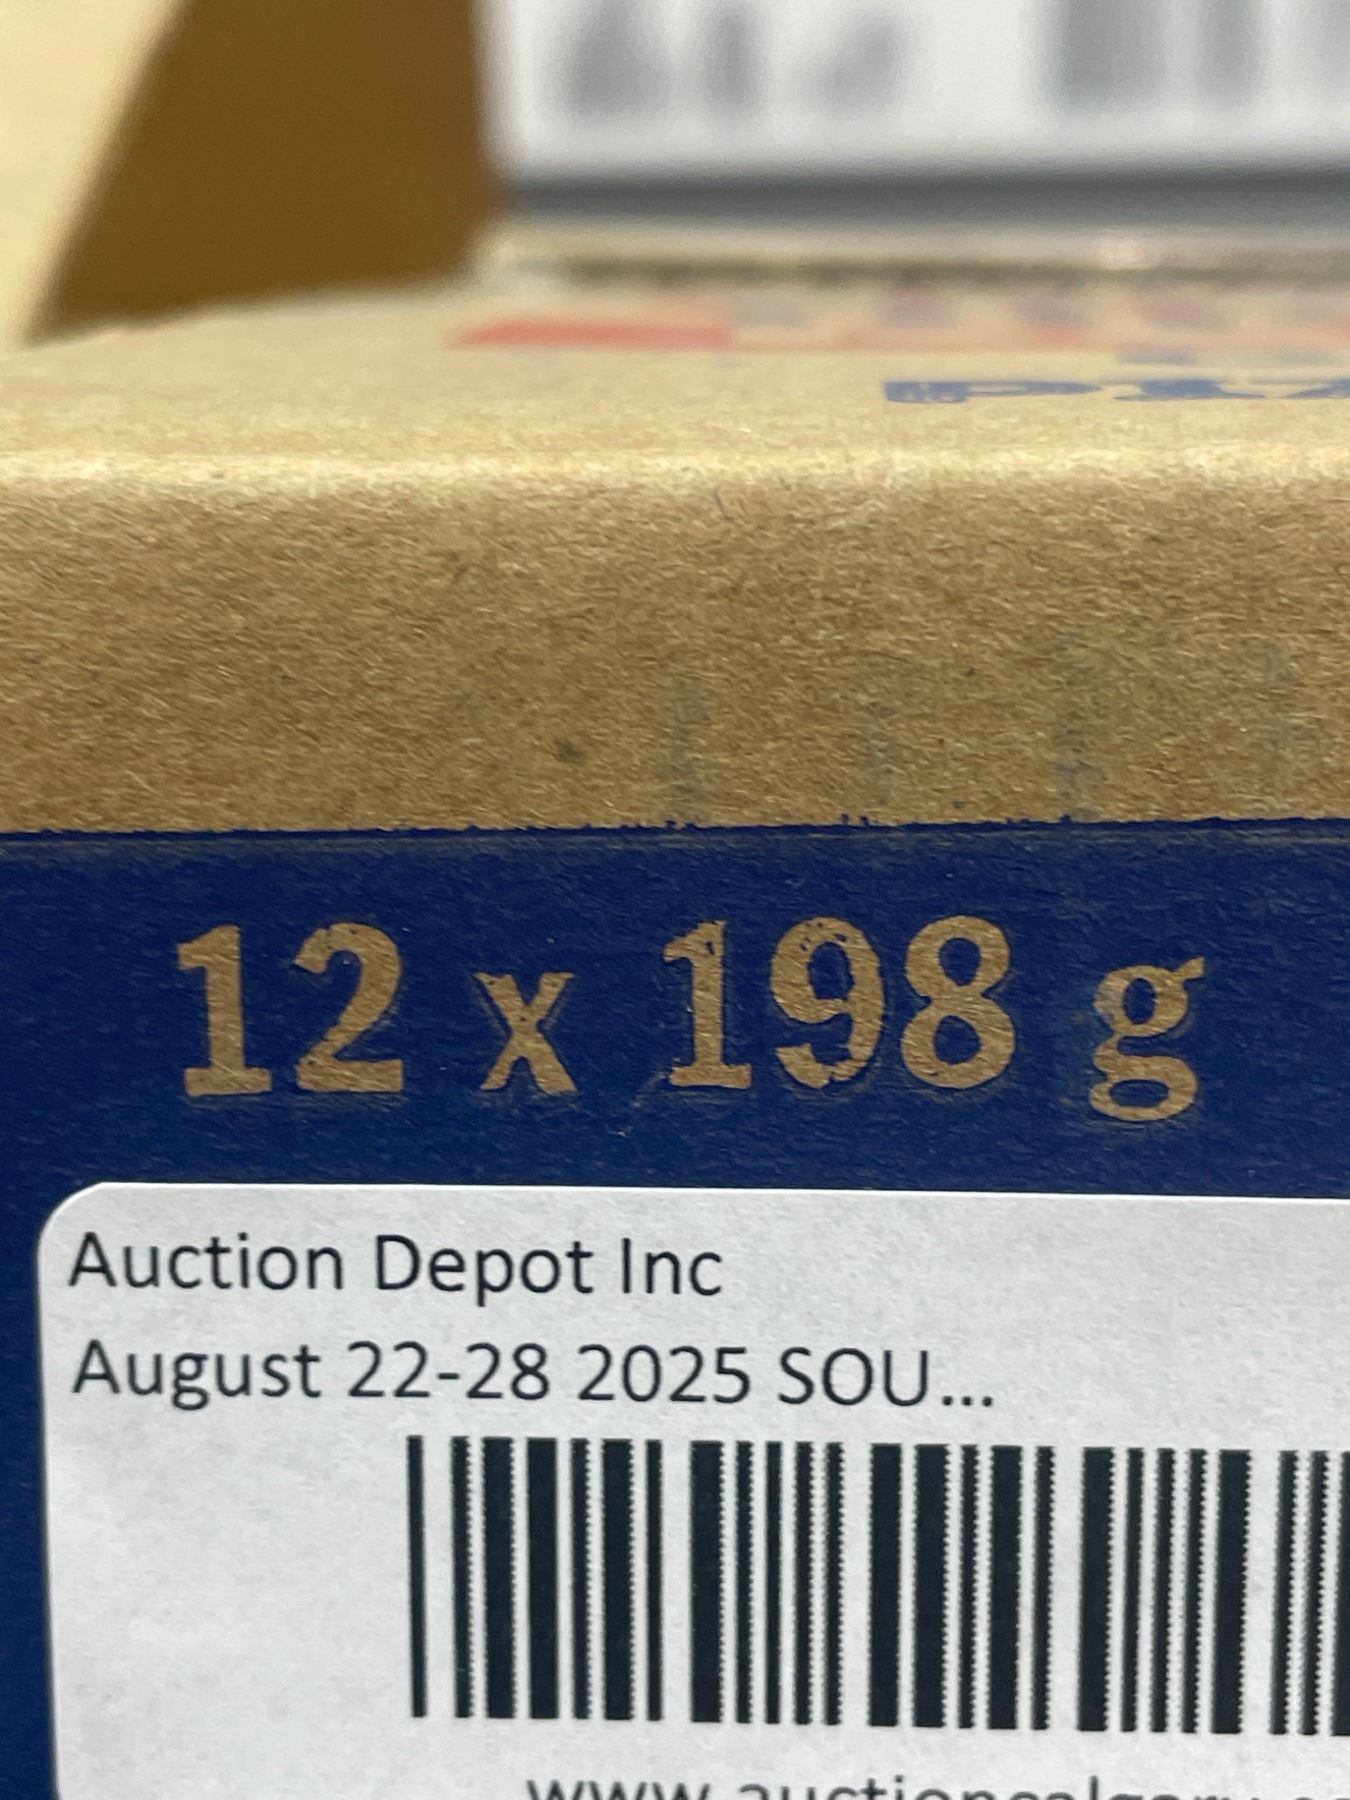 12 x 198 g
Auction Depot Inc
August 22-28 2025 SOU...